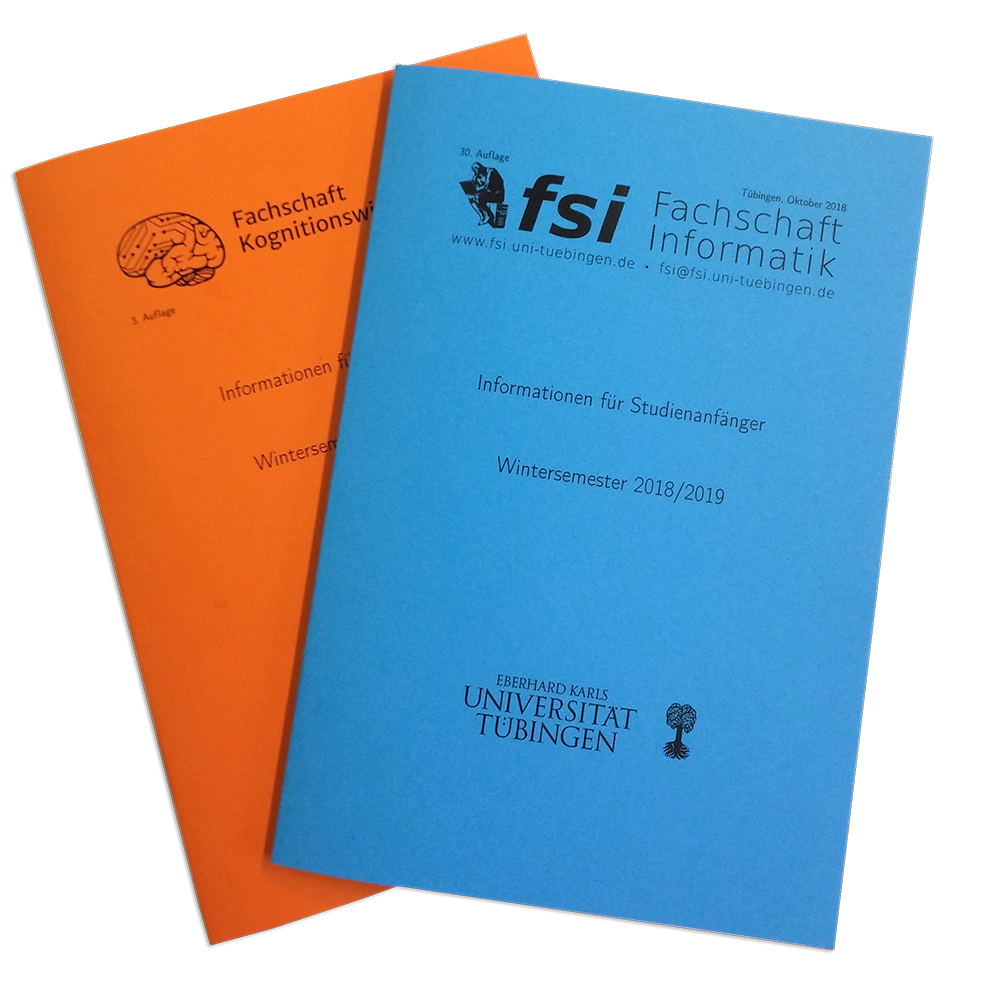 Fachschaft
Kognitionswi
3. Auflage
Informationen fü
Wintersem
30. Auflage
Tübingen, Oktober 2018
fsi Fachschaft
Informatik
www.fsi.uni-tuebingen.de • fsi@fsi.uni-tuebingen.de
Informationen für Studienanfänger
Wintersemester 2018/2019
EBERHARD KARLS
UNIVERSITÄT
TÜBINGEN